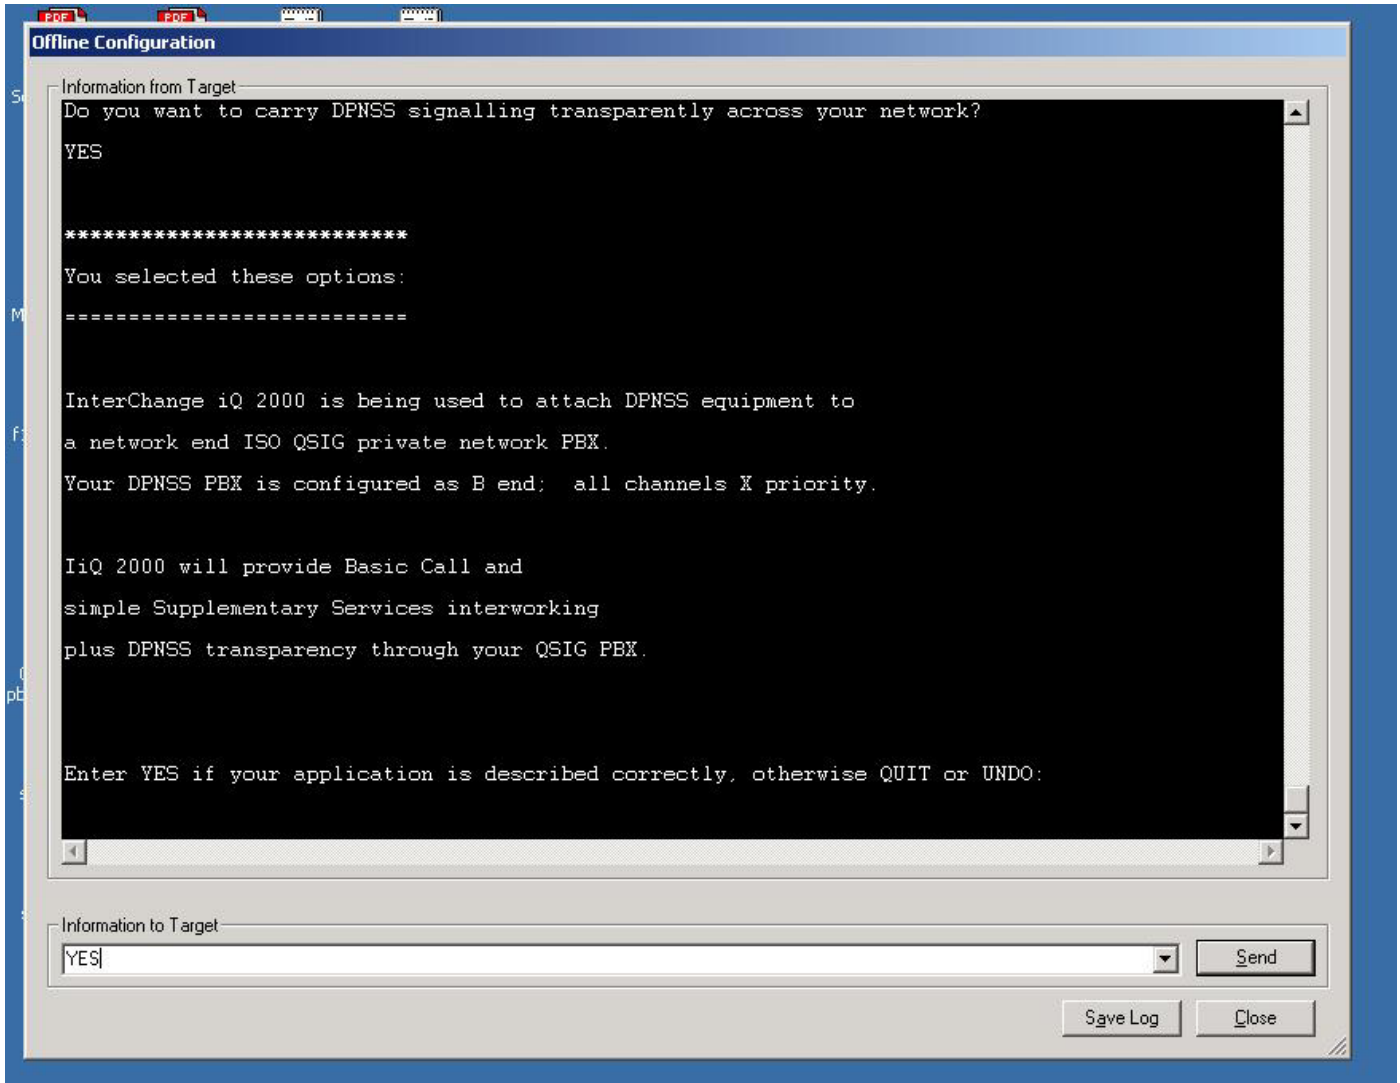 PDF PDF
Offline Configuration
Information from Target
Do you want to carry DPNSS signalling transparently across your network?
YES
***************************
You selected these options:
===========================
InterChange iQ 2000 is being used to attach DPNSS equipment to
a network end ISO QSIG private network PBX.
Your DPNSS PBX is configured as B end;  all channels X priority.
IiQ 2000 will provide Basic Call and
simple Supplementary Services interworking
plus DPNSS transparency through your QSIG PBX.
Enter YES if your application is described correctly, otherwise QUIT or UNDO:
Information to Target
YES
Send
Save Log
Close